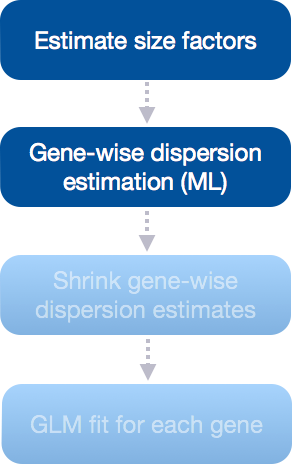 Estimate size factors
Gene-wise dispersion
estimation (ML)
Shrink gene-wise
dispersion estimates
GLM fit for each gene